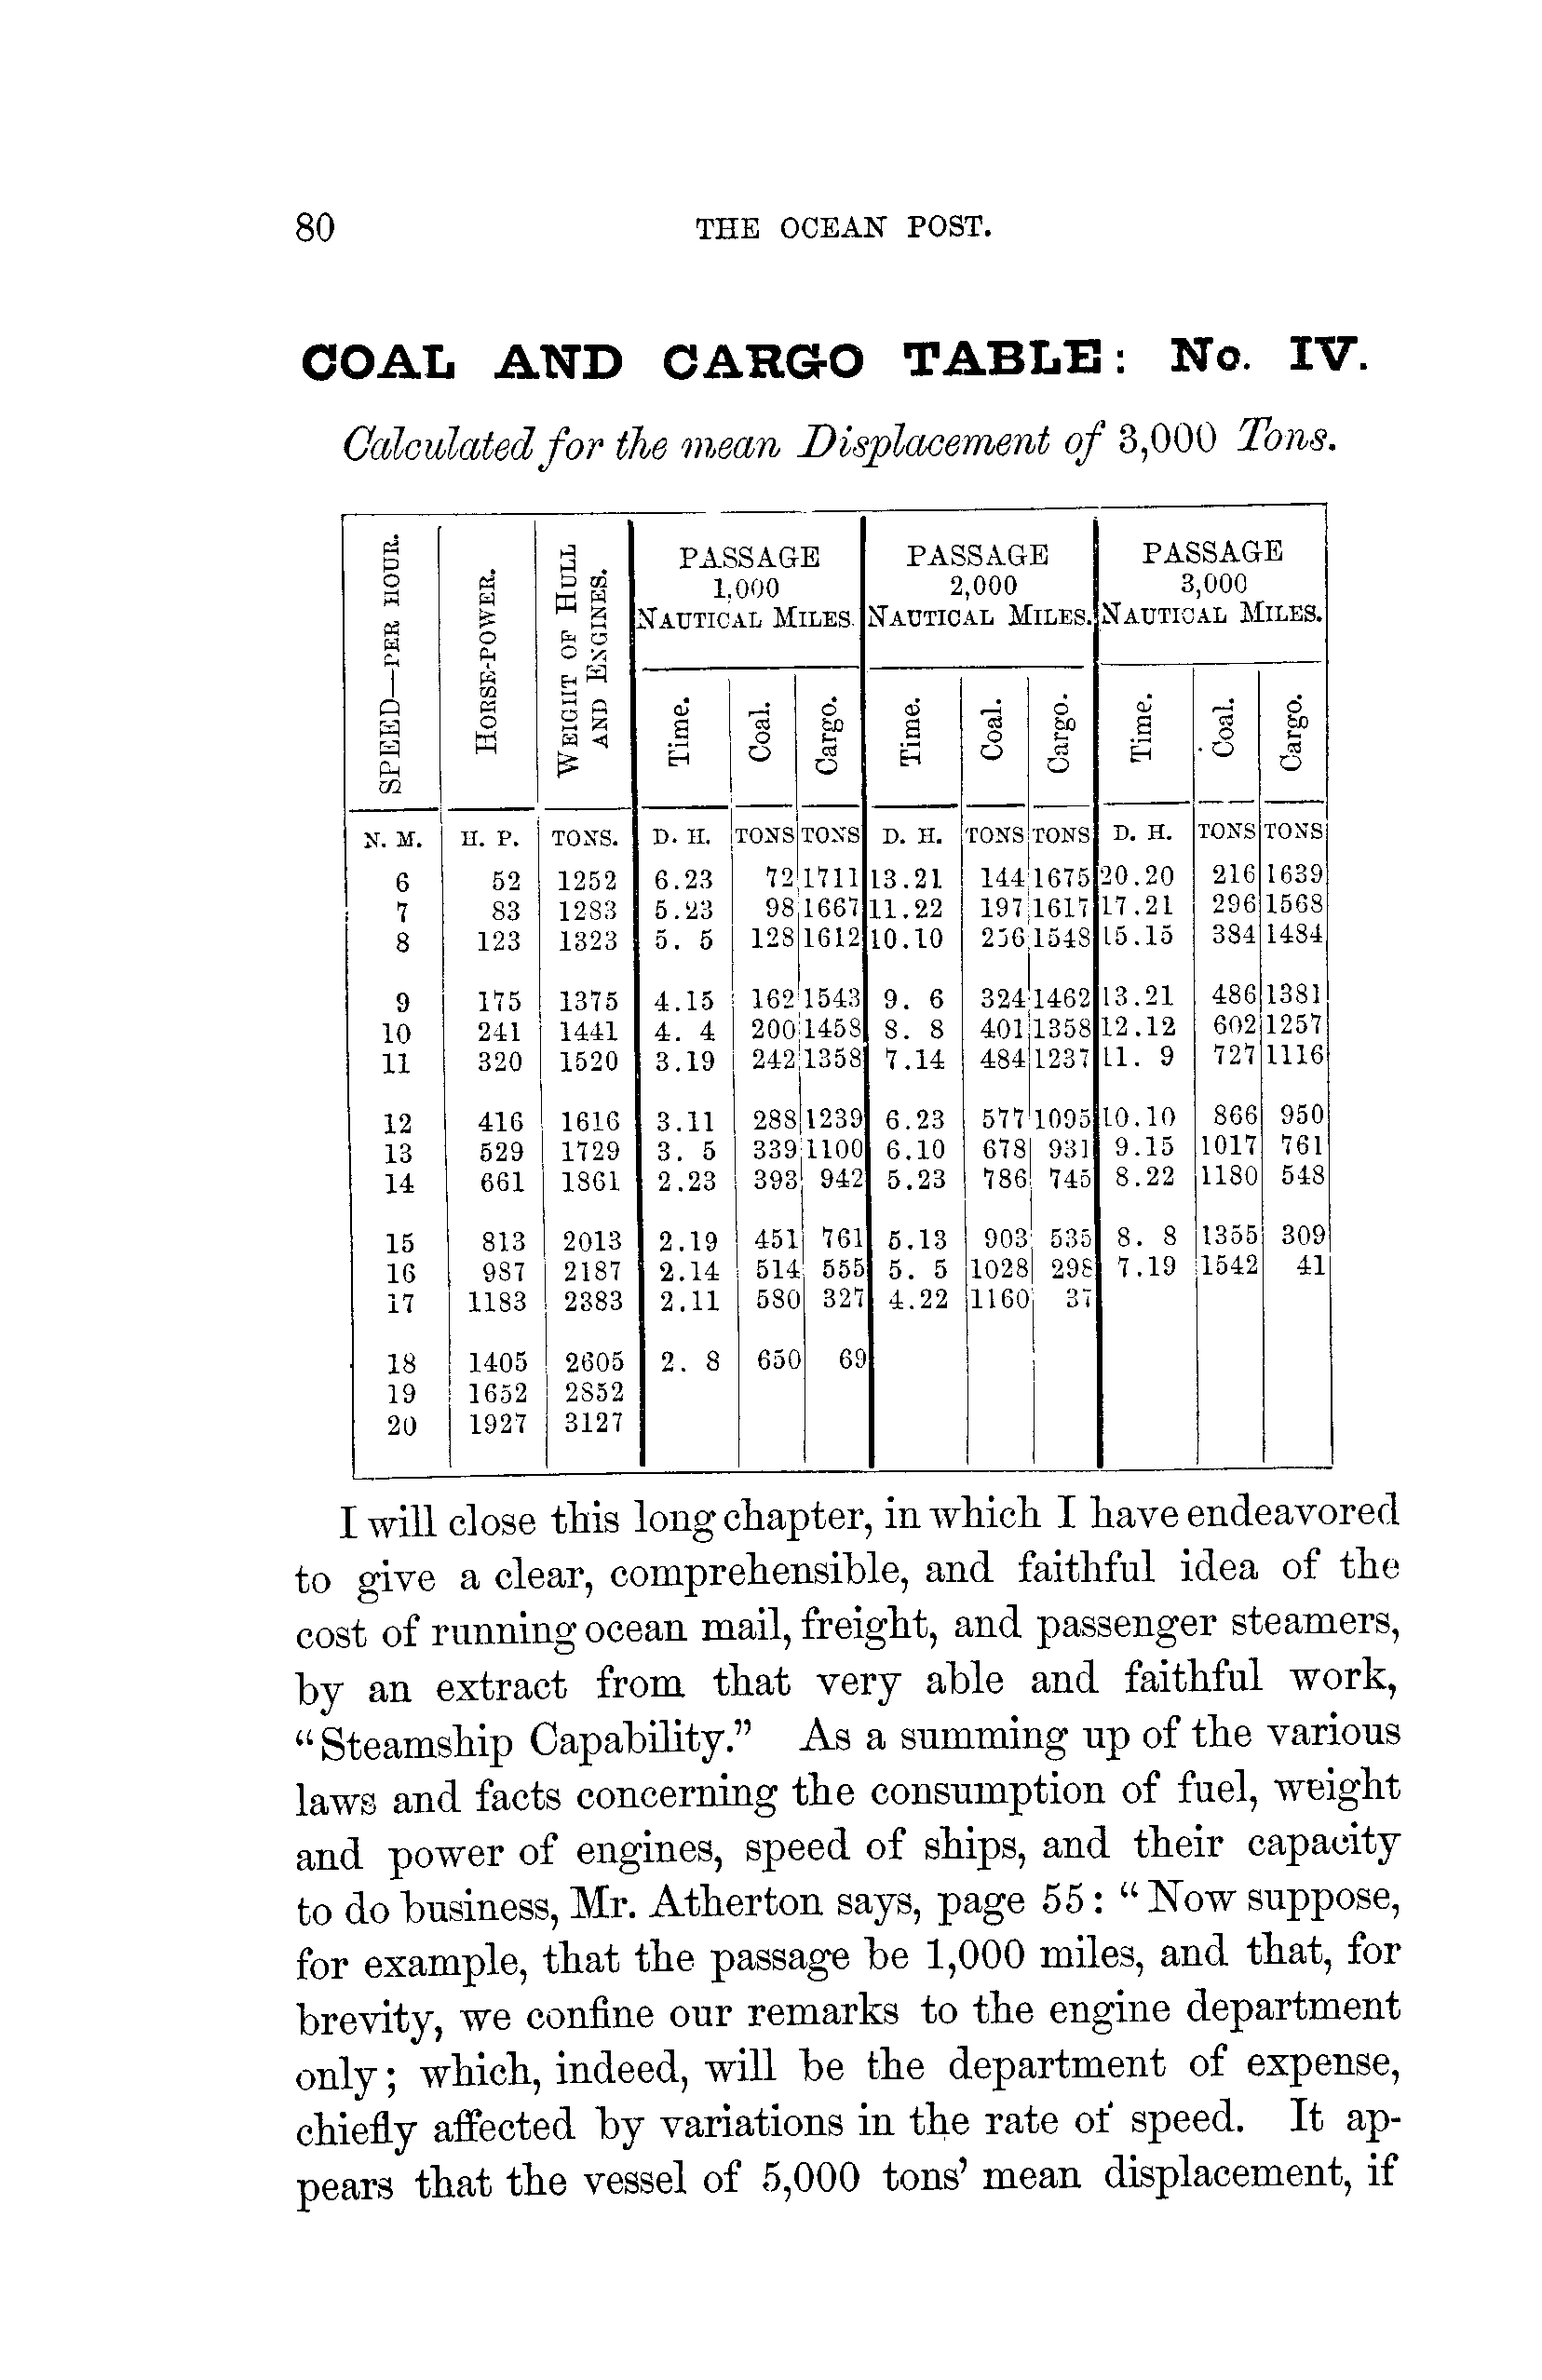 80 THE OCEAN POST.
COAL AND CARGO TABLE: No. IV.
Calculated for the mean Displacement of 3,000 Tons.
SPEED—PER HOUR. HORSE-POWER. WEIGHT OF HULL AND ENGINES. PASSAGE 1,000 NAUTICAL MILES. PASSAGE 2,000 NAUTICAL MILES. PASSAGE 3,000 NAUTICAL MILES.
Time. Coal. Cargo. Time. Coal. Cargo. Time. Coal. Cargo.
N. M. H. P. TONS. D. H. TONS TONS D. H. TONS TONS D. H. TONS TONS
6 52 1252 6.23 72 1711 13.21 144 1675 20.20 216 1639
7 83 1283 5.23 98 1667 11.22 197 1617 17.21 296 1568
8 123 1323 5. 5 128 1612 10.10 256 1548 15.15 384 1484
9 175 1375 4.15 162 1543 9. 6 324 1462 13.21 486 1381
10 241 1441 4. 4 200 1458 8. 8 401 1358 12.12 602 1257
11 320 1520 3.19 242 1358 7.14 484 1237 11. 9 727 1116
12 416 1616 3.11 288 1239 6.23 577 1095 10.10 866 950
13 529 1729 3. 5 339 1100 6.10 678 931 9.15 1017 761
14 661 1861 2.23 393 942 5.23 786 745 8.22 1180 548
15 813 2013 2.19 451 761 5.13 903 535 8. 8 1355 309
16 987 2187 2.14 514 555 5. 5 1028 298 7.19 1542 41
17 1183 2383 2.11 580 327 4.22 1160 37
18 1405 2605 2. 8 650 69
19 1652 2852
20 1927 3127
I will close this long chapter, in which I have endeavored
to give a clear, comprehensible, and faithful idea of the
cost of running ocean mail, freight, and passenger steamers,
by an extract from that very able and faithful work,
“Steamship Capability.” As a summing up of the various
laws and facts concerning the consumption of fuel, weight
and power of engines, speed of ships, and their capacity
to do business, Mr. Atherton says, page 55: “Now suppose,
for example, that the passage be 1,000 miles, and that, for
brevity, we confine our remarks to the engine department
only; which, indeed, will be the department of expense,
chiefly affected by variations in the rate of speed. It ap-
pears that the vessel of 5,000 tons’ mean displacement, if